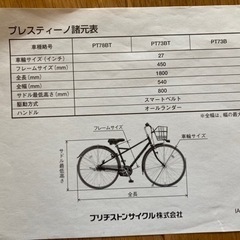 プレスティーノ諸元表
車種略号 PT78BT PT73BT PT73B
車輪サイズ (インチ) 27
フレームサイズ (mm) 450
全長 (mm) 1800
全幅 (mm) 540
サドル最低高 (mm) 800
駆動方式 スマートベルト
ハンドル オールランダー
フレームサイズ
サドル最低高さ
全長
ブリヂストンサイクル株式会社
(A